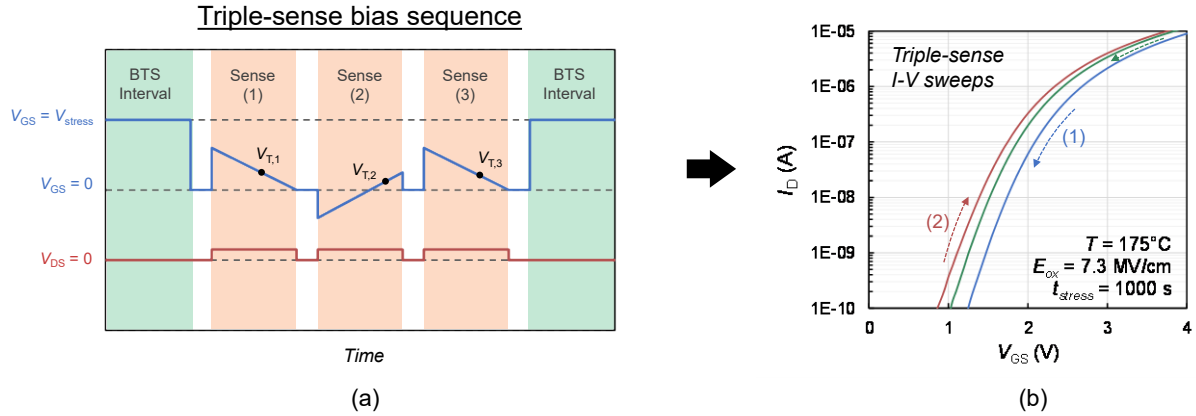 Triple-sense bias sequence
BTS
Interval
Sense
(1)
Sense
(2)
Sense
(3)
BTS
Interval
VGS = Vstress
VT,1
VT,2
VT,3
VGS = 0
VDS = 0
Time
(a)
1E-05
1E-06
1E-07
1E-08
1E-09
1E-10
ID (A)
Triple-sense
I-V sweeps
(1)
(2)
T = 175°C
Eox = 7.3 MV/cm
tstress = 1000 s
0 1 2 3 4
VGS (V)
(b)